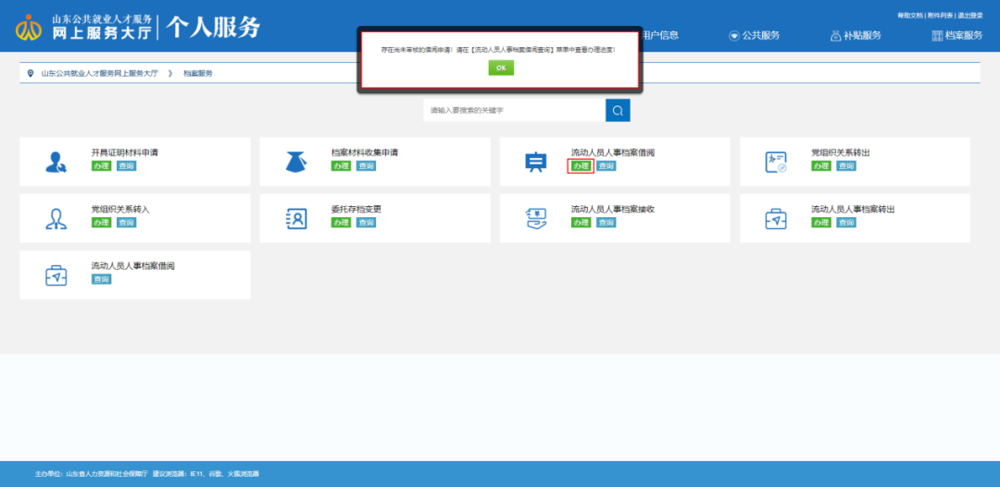 山东公共就业人才服务
网上服务大厅
个人服务
帮助文档 | 附件列表 | 退出登录
用户信息
公共服务
补贴服务
档案服务
存在尚未审核的借阅申请！请在【流动人员人事档案借阅查询】菜单中查看办理进度！
OK
山东公共就业人才服务网上服务大厅 》 档案服务
请输入要搜索的关键字
开具证明材料申请
办理 查询
档案材料收集申请
办理 查询
流动人员人事档案借阅
办理 查询
党组织关系转出
办理 查询
党组织关系转入
办理 查询
委托存档变更
办理 查询
流动人员人事档案接收
办理 查询
流动人员人事档案转出
办理 查询
流动人员人事档案借阅
查询
主办单位：山东省人力资源和社会保障厅 建议浏览器：IE11、谷歌、火狐浏览器